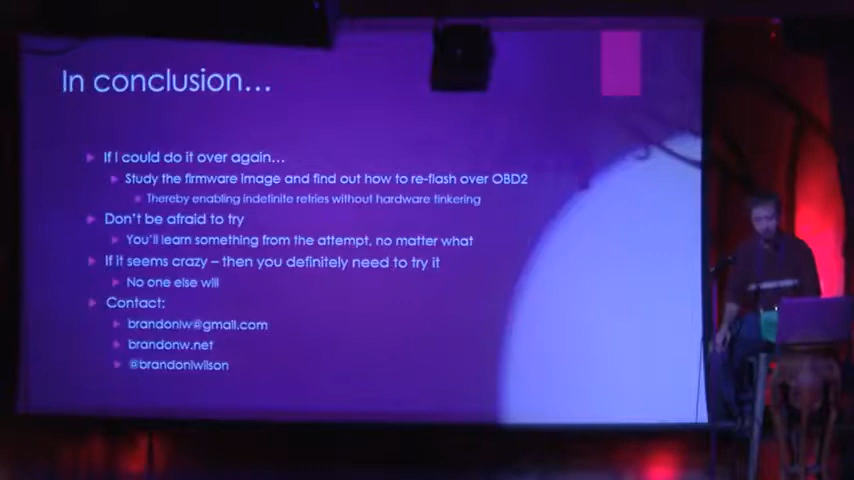 In conclusion...
If I could do it over again...
Study the firmware image and find out how to re-flash over OBD2
Thereby enabling indefinite retries without hardware tinkering
Don't be afraid to try
You'll learn something from the attempt, no matter what
If it seems crazy – then you definitely need to try it
No one else will
Contact:
brandonlw@gmail.com
brandonw.net
@brandonlwilson